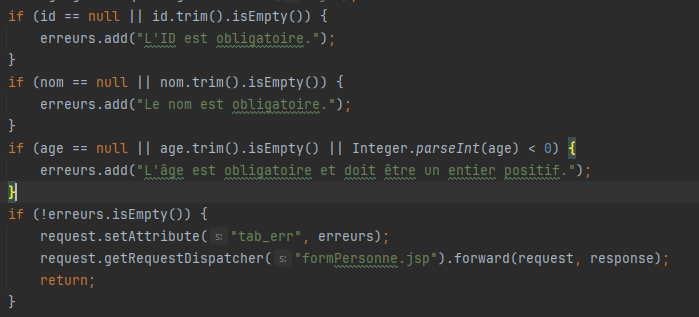 if (id == null || id.trim().isEmpty()) {
erreurs.add("L'ID est obligatoire.");
}
if (nom == null || nom.trim().isEmpty()) {
erreurs.add("Le nom est obligatoire.");
}
if (age == null || age.trim().isEmpty() || Integer.parseInt(age) < 0) {
erreurs.add("L'âge est obligatoire et doit être un entier positif.");
}
if (!erreurs.isEmpty()) {
request.setAttribute( s: "tab_err", erreurs);
request.getRequestDispatcher( s: "formPersonne.jsp").forward(request, response);
return;
}